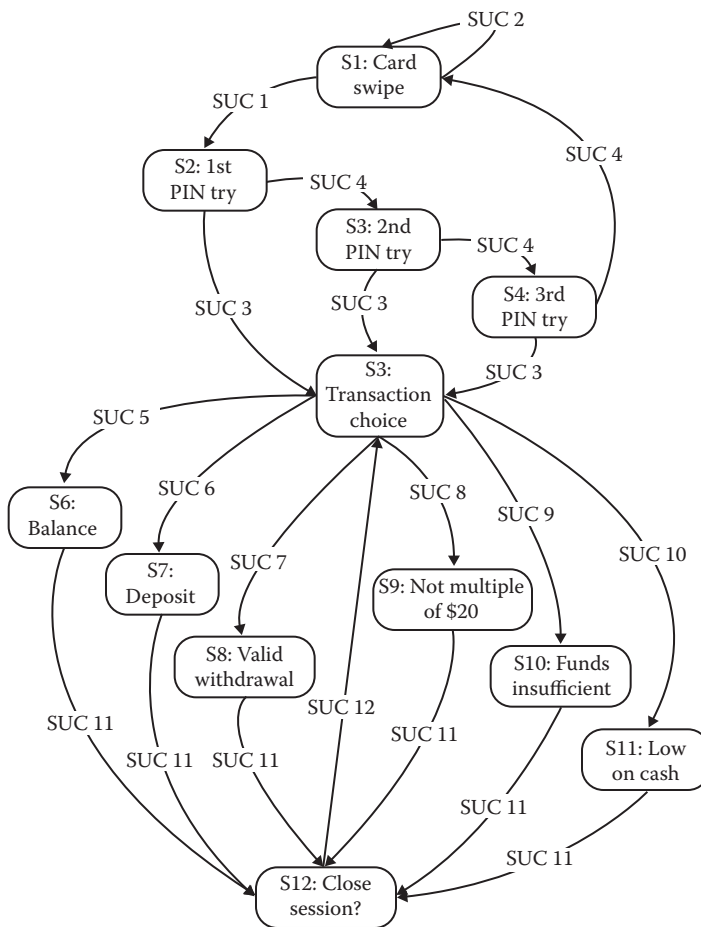 SUC 2
S1: Card
swipe
SUC 1
SUC 4
S2: 1st
PIN try
SUC 4
S3: 2nd
PIN try
SUC 4
S4: 3rd
PIN try
SUC 3
SUC 3
SUC 3
S3:
Transaction
choice
SUC 5
SUC 6
SUC 8
S6:
Balance
SUC 9
SUC 7
SUC 10
S7:
Deposit
S9: Not multiple
of $20
S8: Valid
withdrawal
S10: Funds
insufficient
SUC 12
SUC 11
SUC 11
SUC 11
SUC 11
S11: Low
on cash
SUC 11
SUC 11
S12: Close
session?